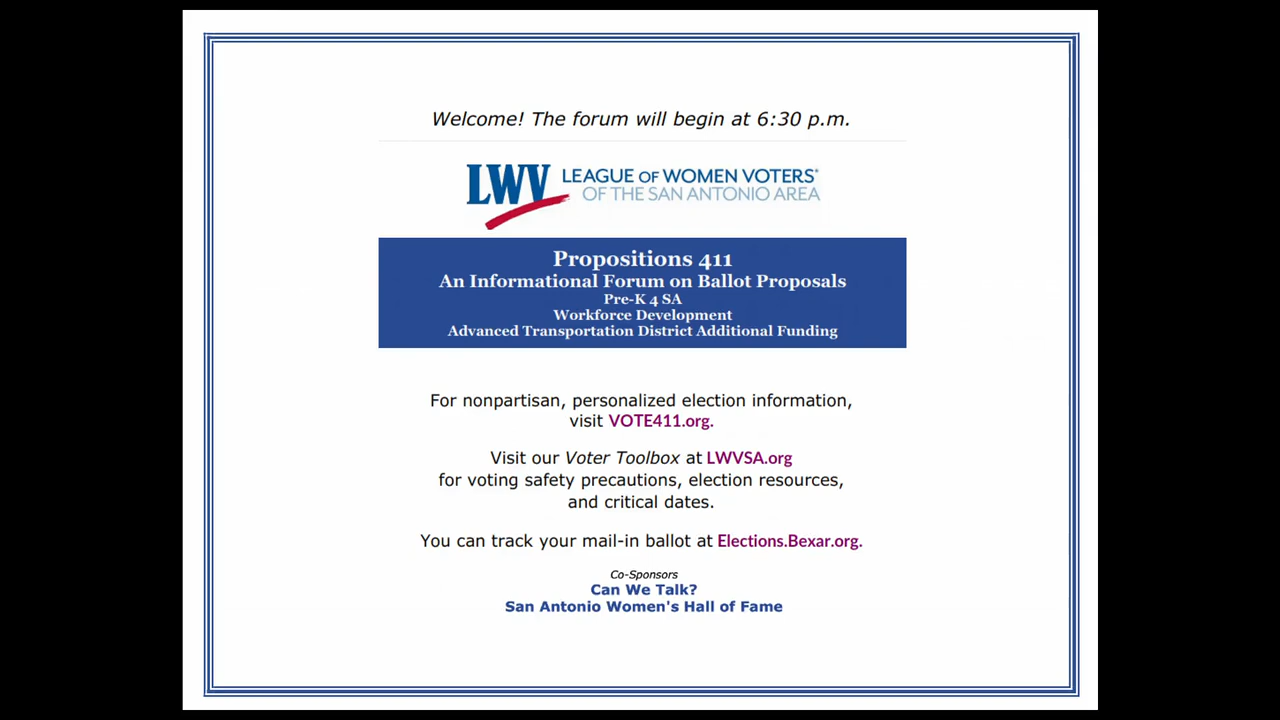 Welcome! The forum will begin at 6:30 p.m.
LWV LEAGUE OF WOMEN VOTERS®
OF THE SAN ANTONIO AREA
Propositions 411
An Informational Forum on Ballot Proposals
Pre-K 4 SA
Workforce Development
Advanced Transportation District Additional Funding
For nonpartisan, personalized election information,
visit VOTE411.org.
Visit our Voter Toolbox at LWVSA.org
for voting safety precautions, election resources,
and critical dates.
You can track your mail-in ballot at Elections.Bexar.org.
Co-Sponsors
Can We Talk?
San Antonio Women's Hall of Fame